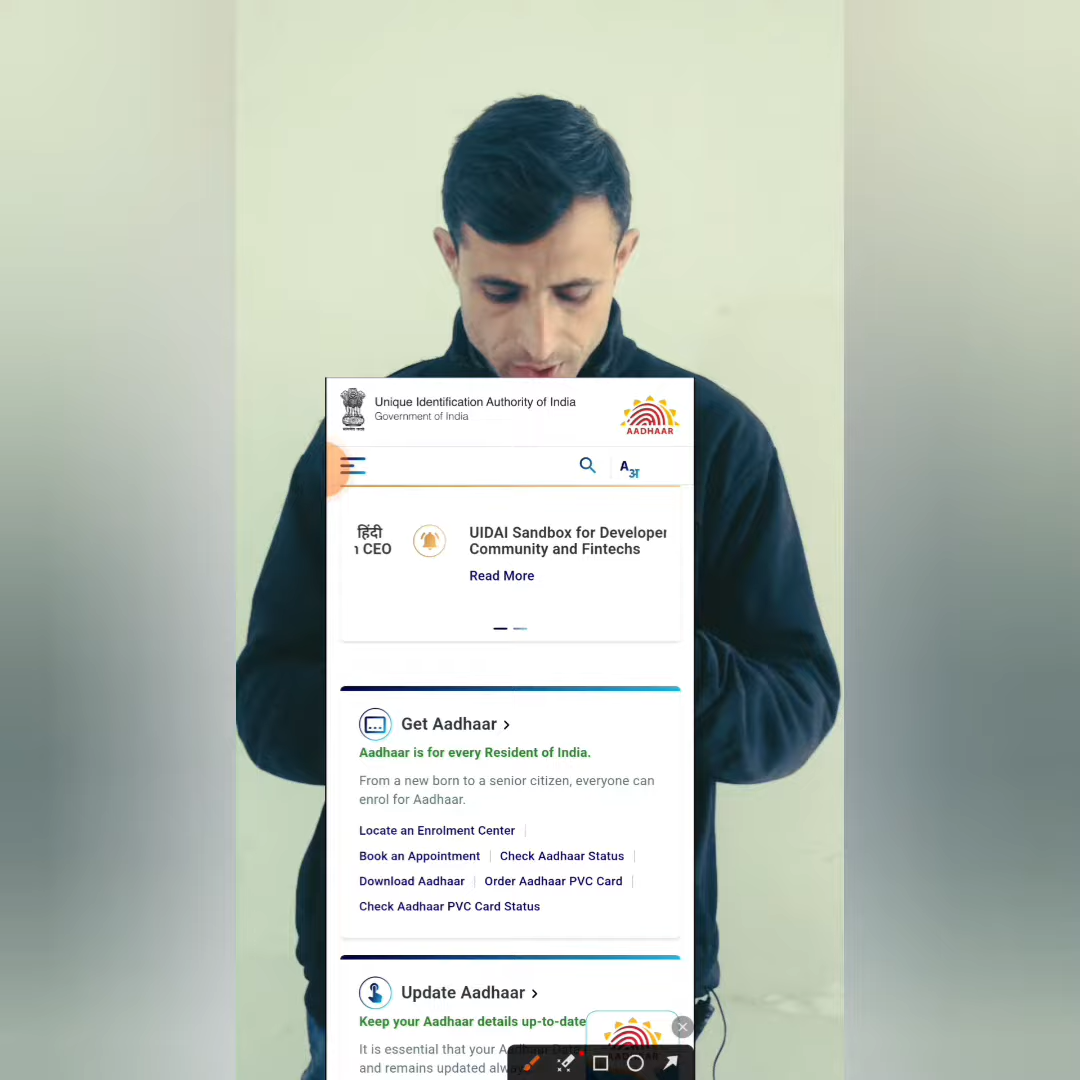 Unique Identification Authority of India
Government of India
AADHAAR
A अ
हिंदी
CEO
UIDAI Sandbox for Developer
Community and Fintechs
Read More
Get Aadhaar
Aadhaar is for every Resident of India.
From a new born to a senior citizen, everyone can
enrol for Aadhaar.
Locate an Enrolment Center
Book an Appointment
Check Aadhaar Status
Download Aadhaar
Order Aadhaar PVC Card
Check Aadhaar PVC Card Status
Update Aadhaar
Keep your Aadhaar details up-to-date
It is essential that your Aadhaar Data
and remains updated